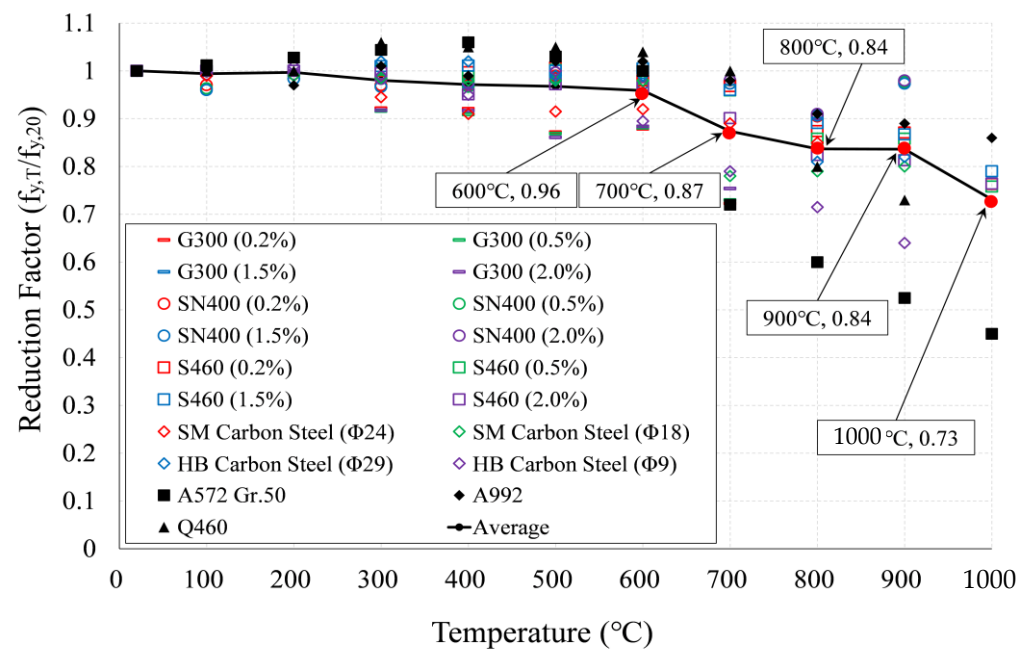 1.1
1
0.9
0.8
0.7
0.6
0.5
0.4
0.3
0.2
0.1
0
Reduction Factor (fy,T/fy,20)
800℃, 0.84
600℃, 0.96
700℃, 0.87
900℃, 0.84
1000℃, 0.73
G300 (0.2%)
G300 (0.5%)
G300 (1.5%)
G300 (2.0%)
SN400 (0.2%)
SN400 (0.5%)
SN400 (1.5%)
SN400 (2.0%)
S460 (0.2%)
S460 (0.5%)
S460 (1.5%)
S460 (2.0%)
SM Carbon Steel (Φ24)
SM Carbon Steel (Φ18)
HB Carbon Steel (Φ29)
HB Carbon Steel (Φ9)
A572 Gr.50
A992
Q460
Average
0 100 200 300 400 500 600 700 800 900 1000
Temperature (℃)